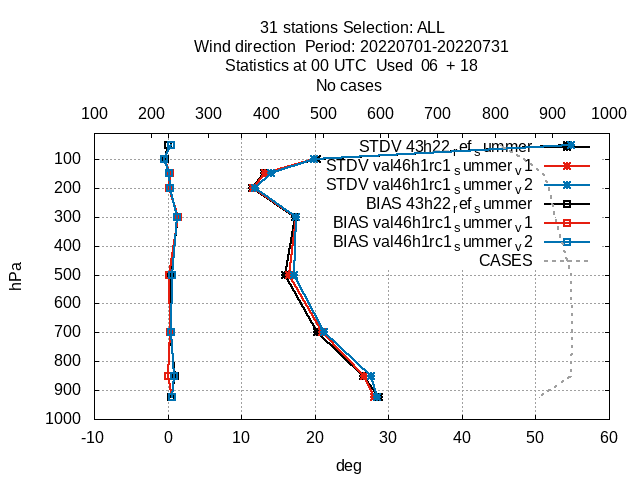 31 stations Selection: ALL
Wind direction  Period: 20220701-20220731
Statistics at 00 UTC  Used  06  + 18
No cases
100 200 300 400 500 600 700 800 900 1000
STDV 43h22_ref_summer
STDV val46h1rc1_summer_v1
STDV val46h1rc1_summer_v2
BIAS 43h22_ref_summer
BIAS val46h1rc1_summer_v1
BIAS val46h1rc1_summer_v2
CASES
hPa
100
200
300
400
500
600
700
800
900
1000
-10 0 10 20 30 40 50 60
deg